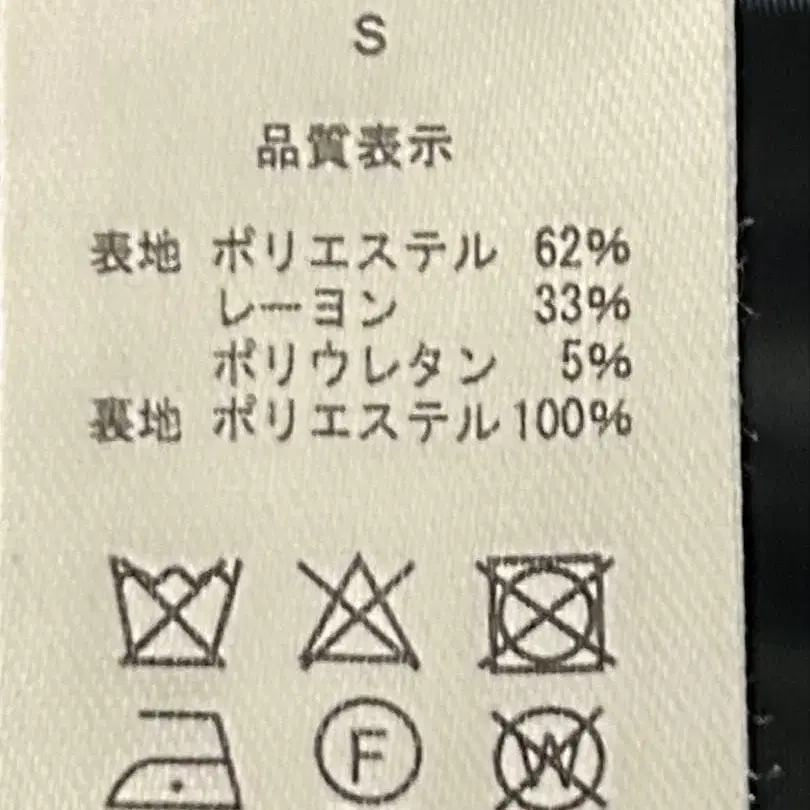 S
品質表示
表地 ポリエステル 62%
レーヨン 33%
ポリウレタン 5%
裏地 ポリエステル 100%
F
W